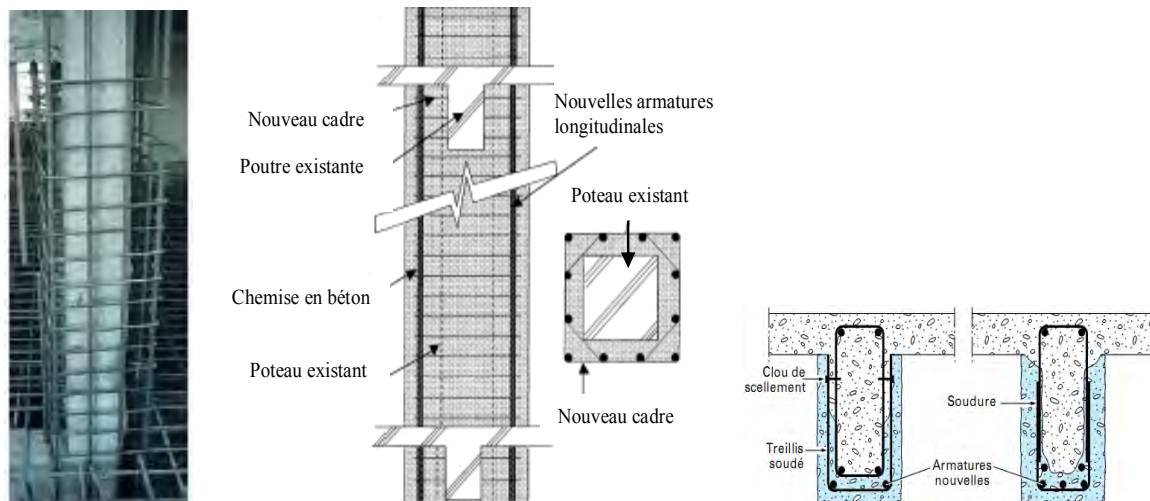 Nouveau cadre
Poutre existante
Nouvelles armatures
longitudinales
Poteau existant
Chemise en béton
Poteau existant
Nouveau cadre
Clou de
scellement
Treillis
soudé
Soudure
Armatures
nouvelles